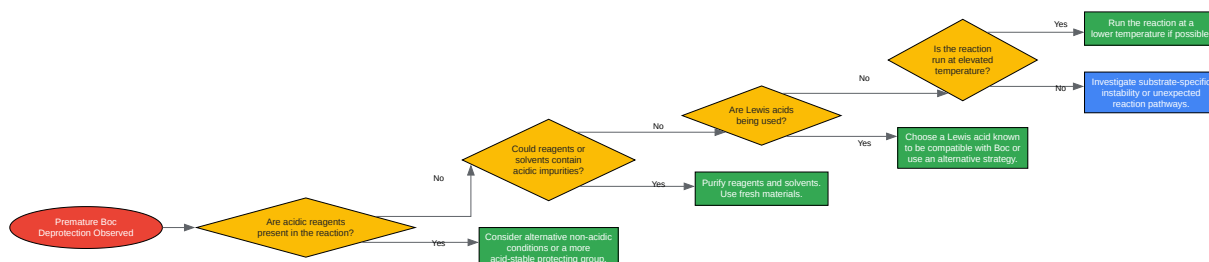 Premature Boc
Deprotection Observed
Are acidic reagents
present in the reaction?
Yes
Consider alternative non-acidic
conditions or a more
acid-stable protecting group.
No
Could reagents or
solvents contain
acidic impurities?
Yes
Purify reagents and solvents.
Use fresh materials.
No
Are Lewis acids
being used?
Yes
Choose a Lewis acid known
to be compatible with Boc or
use an alternative strategy.
No
Is the reaction
run at elevated
temperature?
Yes
Run the reaction at a
lower temperature if possible.
No
Investigate substrate-specific
instability or unexpected
reaction pathways.